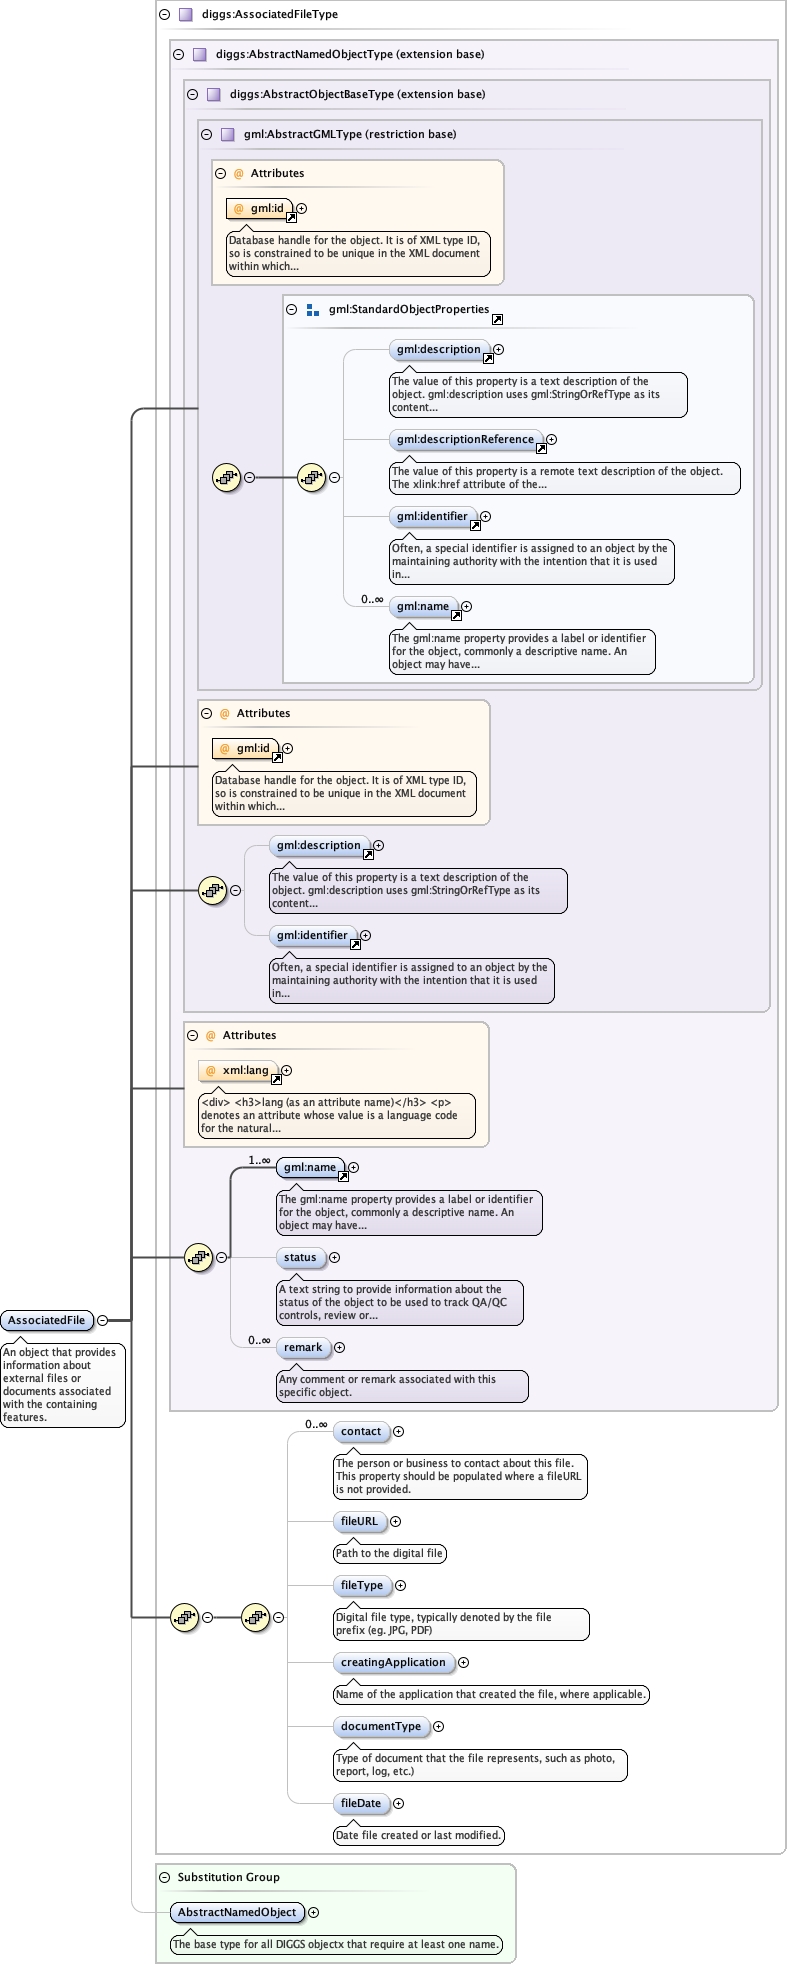 diggs:AssociatedFileType
diggs:AbstractNamedObjectType (extension base)
diggs:AbstractObjectBaseType (extension base)
gml:AbstractGMLType (restriction base)
@ Attributes
@ gml:id
Database handle for the object. It is of XML type ID,
so is constrained to be unique in the XML document
within which...
gml:StandardObjectProperties
gml:description
The value of this property is a text description of the
object. gml:description uses gml:StringOrRefType as its
content...
gml:descriptionReference
The value of this property is a remote text description of the object.
The xlink:href attribute of the...
gml:identifier
Often, a special identifier is assigned to an object by the
maintaining authority with the intention that it is used
in...
0..∞
gml:name
The gml:name property provides a label or identifier
for the object, commonly a descriptive name. An
object may have...
@ Attributes
@ gml:id
Database handle for the object. It is of XML type ID,
so is constrained to be unique in the XML document
within which...
gml:description
The value of this property is a text description of the
object. gml:description uses gml:StringOrRefType as its
content...
gml:identifier
Often, a special identifier is assigned to an object by the
maintaining authority with the intention that it is used
in...
@ Attributes
@ xml:lang
<div> <h3>lang (as an attribute name)</h3> <p>
denotes an attribute whose value is a language code
for the natural...
1..∞
gml:name
The gml:name property provides a label or identifier
for the object, commonly a descriptive name. An
object may have...
status
A text string to provide information about the
status of the object to be used to track QA/QC
controls, review or...
0..∞
remark
Any comment or remark associated with this
specific object.
AssociatedFile
An object that provides
information about
external files or
documents associated
with the containing
features.
0..∞
contact
The person or business to contact about this file.
This property should be populated where a fileURL
is not provided.
fileURL
Path to the digital file
fileType
Digital file type, typically denoted by the file
prefix (eg. JPG, PDF)
creatingApplication
Name of the application that created the file, where applicable.
documentType
Type of document that the file represents, such as photo,
report, log, etc.)
fileDate
Date file created or last modified.
Substitution Group
AbstractNamedObject
The base type for all DIGGS objectx that require at least one name.